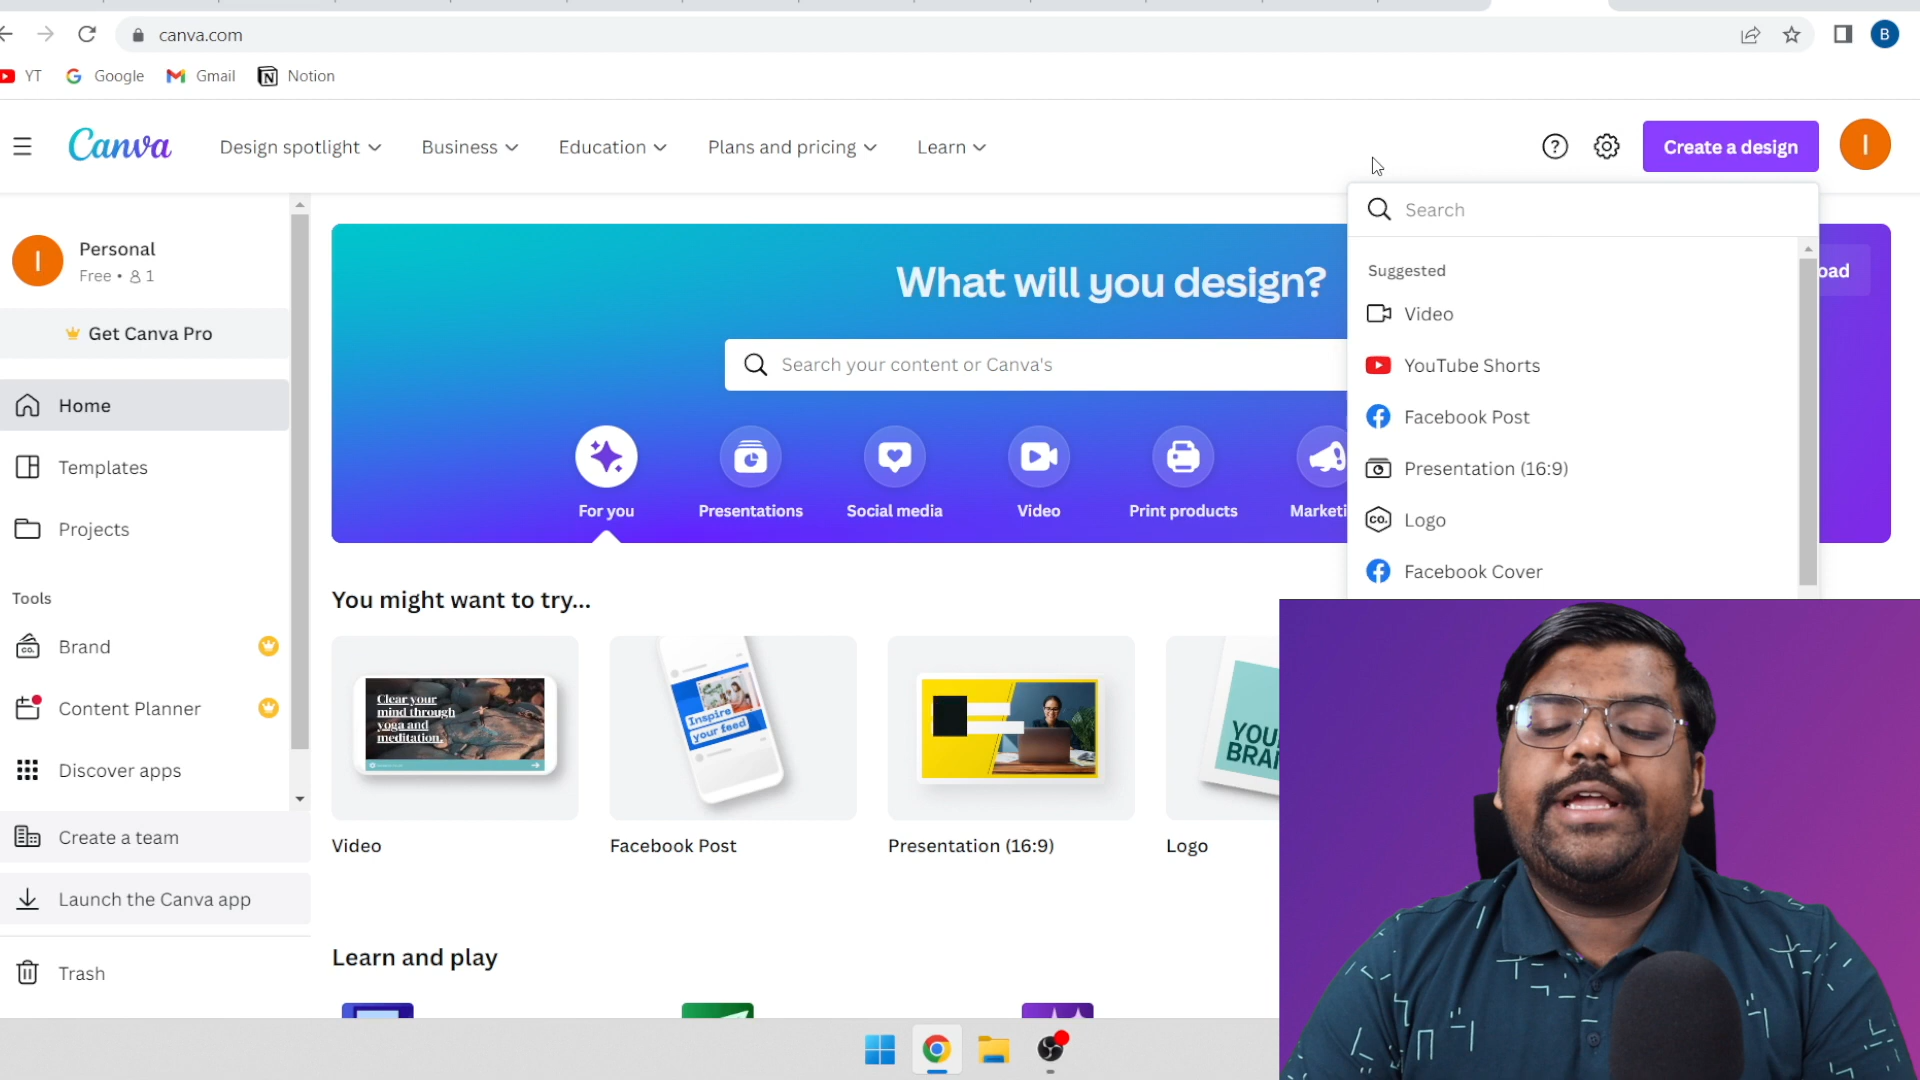 canva.com
B
YT
Google
Gmail
Notion
Canva
Design spotlight
Business
Education
Plans and pricing
Learn
?
Create a design
I
Search
I
Personal
Free • 1
Get Canva Pro
Home
Templates
Projects
Tools
Brand
Content Planner
Discover apps
Create a team
Launch the Canva app
Trash
What will you design?
Search your content or Canva's
For you
Presentations
Social media
Video
Print products
Marketi
oad
Suggested
Video
YouTube Shorts
Facebook Post
Presentation (16:9)
CO.
Logo
Facebook Cover
You might want to try...
Clear your
mind through
yoga and
meditation.
Inspire
your feed
YOU
BRA
Video
Facebook Post
Presentation (16:9)
Logo
Learn and play